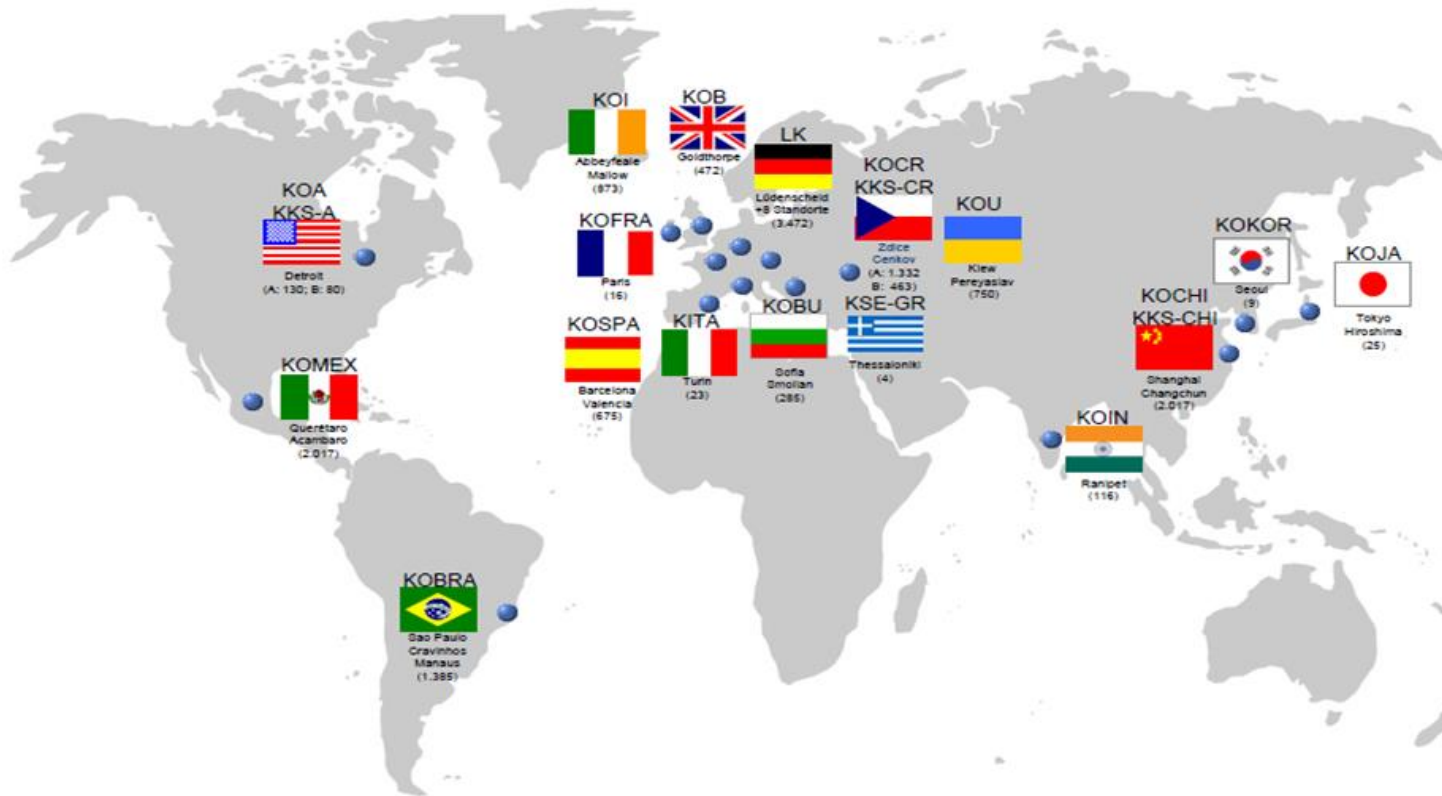 KOI
Abbeyfeale
Mallow
(873)
KOB
Goldthorpe
(472)
LK
Lüdenscheid
+8 Standorte
(3.472)
KOCR
KKS-CR
Zdice
Cerikov
(A: 1.332
B: 463)
KOU
Kiew
Pereyaslav
(750)
KOA
KKS-A
Detroit
(A: 130; B: 80)
KOFRA
Paris
(16)
KOKOR
Seoul
(9)
KOJA
Tokyo
Hiroshima
(25)
KOCHI
KKS-CHI
Shanghai
Changchun
(2.017)
KOSPA
Barcelona
Valencia
(675)
KITA
Turin
(23)
KOBU
Sofia
Smolian
(285)
KSE-GR
Thessaloniki
(4)
KOMEX
Querétaro
Acambaro
(2.017)
KOIN
Ranipet
(116)
KOBRA
Sao Paulo
Cravinhos
Manaus
(1.385)